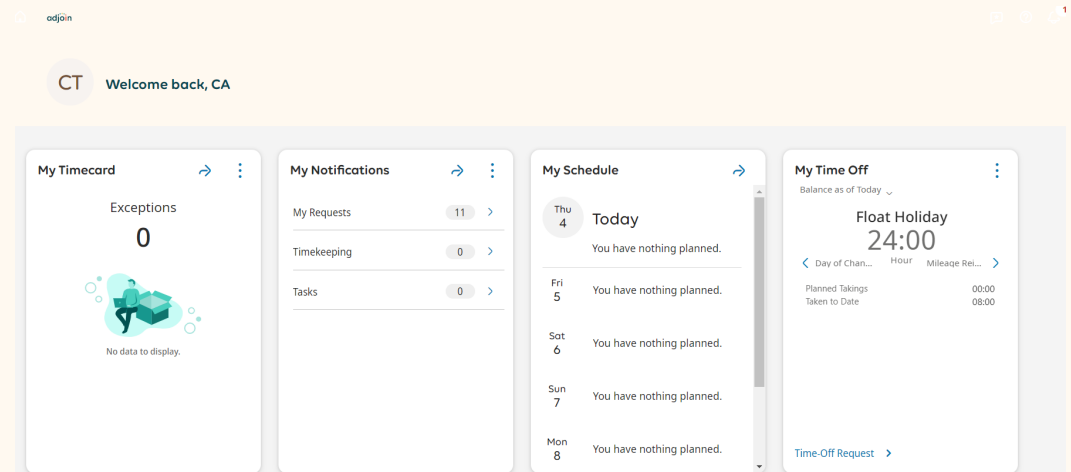 adjoin
1
CT
Welcome back, CA
My Timecard
Exceptions
0
No data to display.
My Notifications
My Requests 11
Timekeeping 0
Tasks 0
My Schedule
Thu
4
Today
You have nothing planned.
Fri
5
You have nothing planned.
Sat
6
You have nothing planned.
Sun
7
You have nothing planned.
Mon
8
You have nothing planned.
My Time Off
Balance as of Today
Float Holiday
24:00
Day of Chan... Hour Mileage Rei...
Planned Takings 00:00
Taken to Date 08:00
Time-Off Request